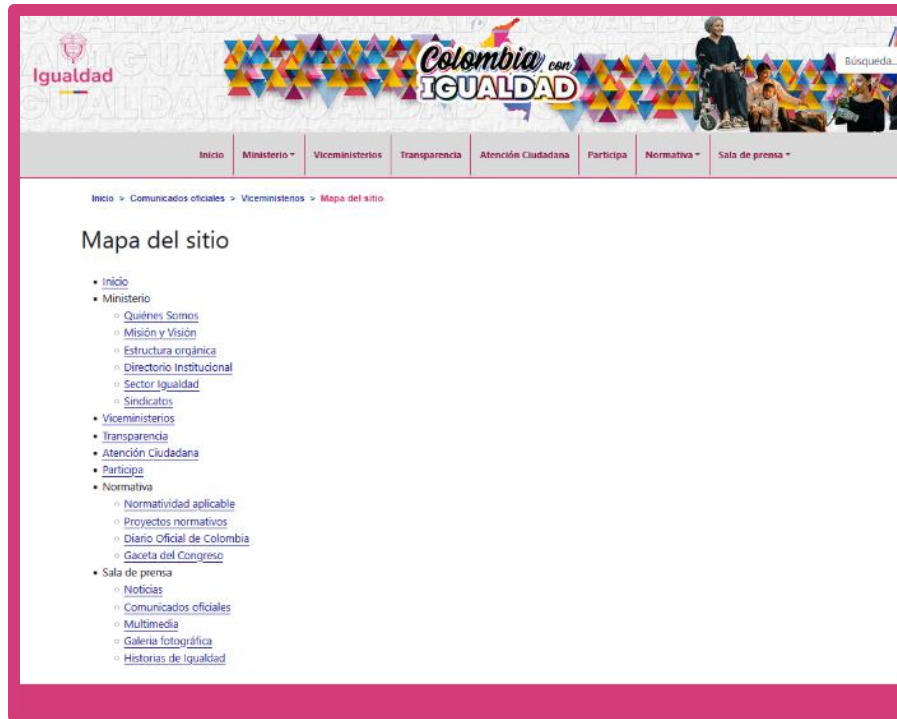 Igualdad
Colombia con
IGUALDAD
Búsqueda...
Inicio
Ministerio
Viceministerios
Transparencia
Atención Ciudadana
Participa
Normativa
Sala de prensa
Inicio > Comunicados oficiales > Viceministerios > Mapa del sitio
Mapa del sitio
• Inicio
• Ministerio
◦ Quiénes Somos
◦ Misión y Visión
◦ Estructura orgánica
◦ Directorio Institucional
◦ Sector Igualdad
◦ Sindicatos
• Viceministerios
• Transparencia
• Atención Ciudadana
• Participa
• Normativa
◦ Normatividad aplicable
◦ Proyectos normativos
◦ Diario Oficial de Colombia
◦ Gaceta del Congreso
• Sala de prensa
◦ Noticias
◦ Comunicados oficiales
◦ Multimedia
◦ Galeria fotográfica
◦ Historias de Igualdad